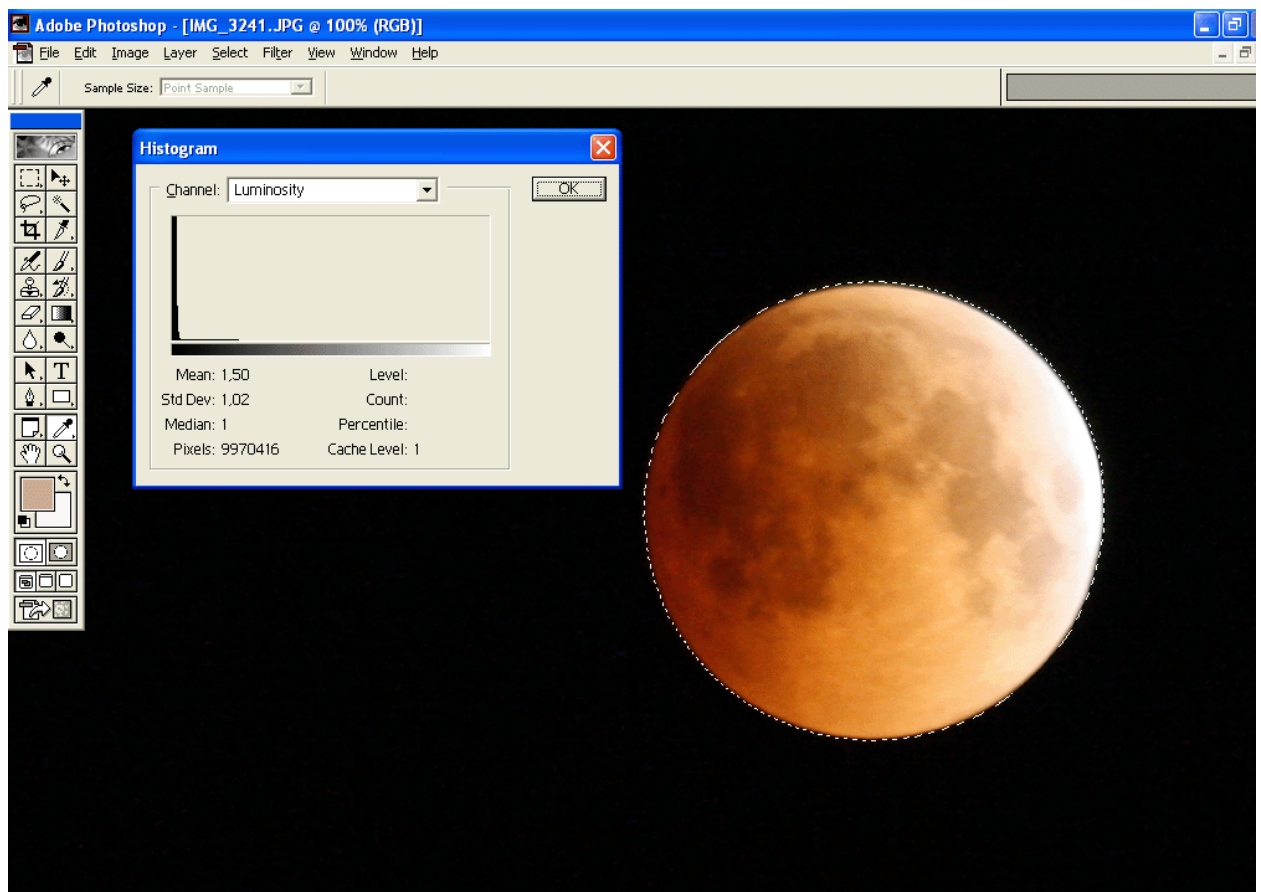 Adobe Photoshop - [IMG_3241.JPG @ 100% (RGB)]
File Edit Image Layer Select Filter View Window Help
Sample Size: Point Sample
Histogram
Channel: Luminosity
OK
Mean: 1,50 Level:
Std Dev: 1,02 Count:
Median: 1 Percentile:
Pixels: 9970416 Cache Level: 1
T